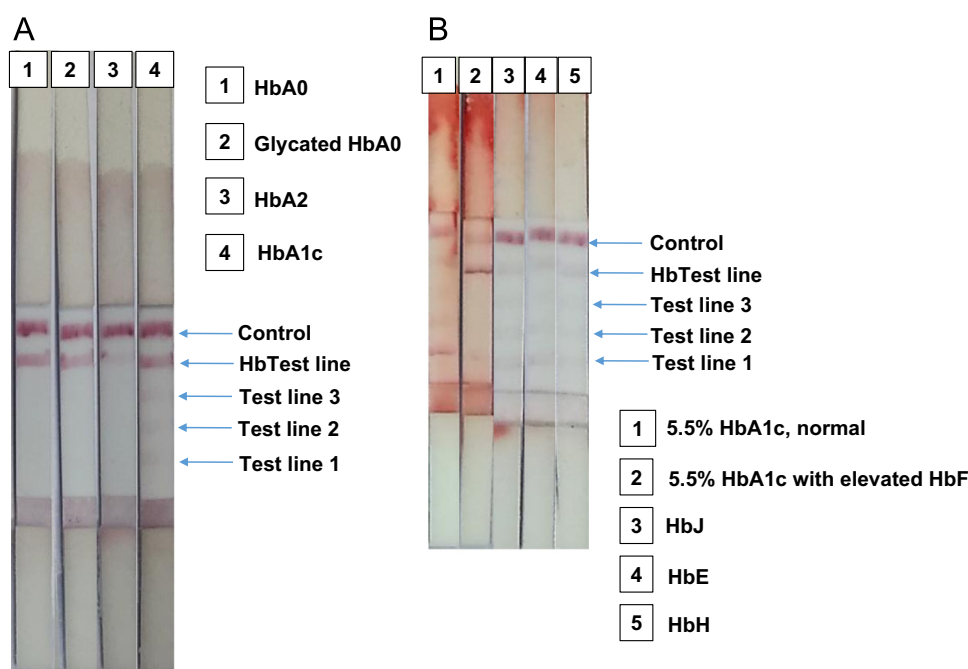 A
1 2 3 4
1 HbA0
2 Glycated HbA0
3 HbA2
4 HbA1c
Control
HbTest line
Test line 3
Test line 2
Test line 1
B
1 2 3 4 5
Control
HbTest line
Test line 3
Test line 2
Test line 1
1 5.5% HbA1c, normal
2 5.5% HbA1c with elevated HbF
3 HbJ
4 HbE
5 HbH